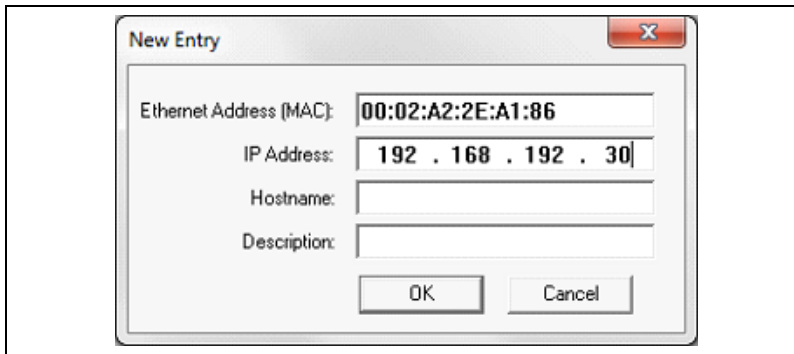 New Entry
Ethernet Address (MAC): 00:02:A2:2E:A1:86
IP Address: 192 . 168 . 192 . 30
Hostname:
Description:
OK Cancel